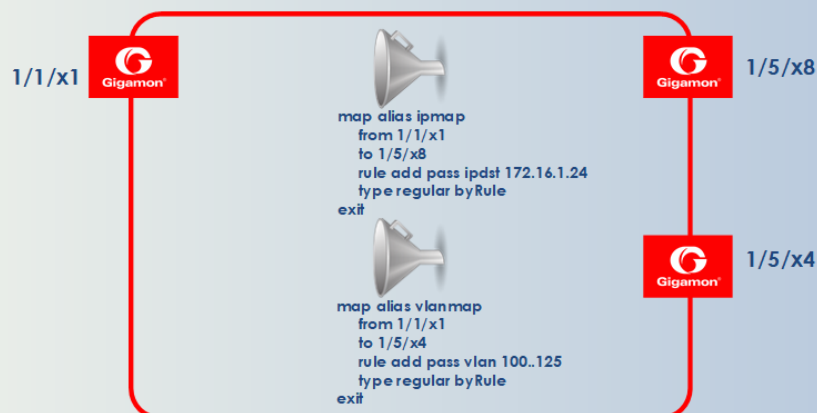 1/1/x1
Gigamon®
map alias ipmap
from 1/1/x1
to 1/5/x8
rule add pass ipdst 172.16.1.24
type regular byRule
exit
Gigamon®
1/5/x8
map alias vlanmap
from 1/1/x1
to 1/5/x4
rule add pass vlan 100..125
type regular byRule
exit
Gigamon®
1/5/x4